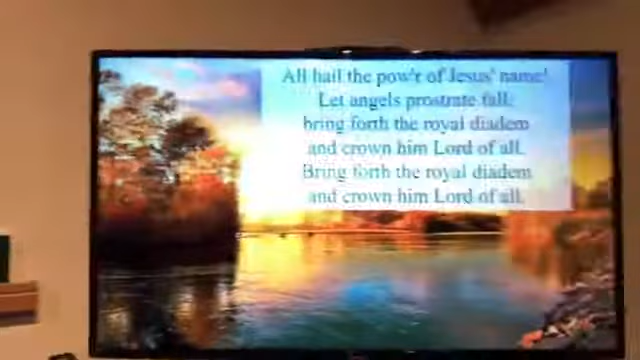 All hail the pow'r of Jesus' name!
Let angels prostrate fall;
bring forth the royal diadem
and crown him Lord of all.
Bring forth the royal diadem
and crown him Lord of all.